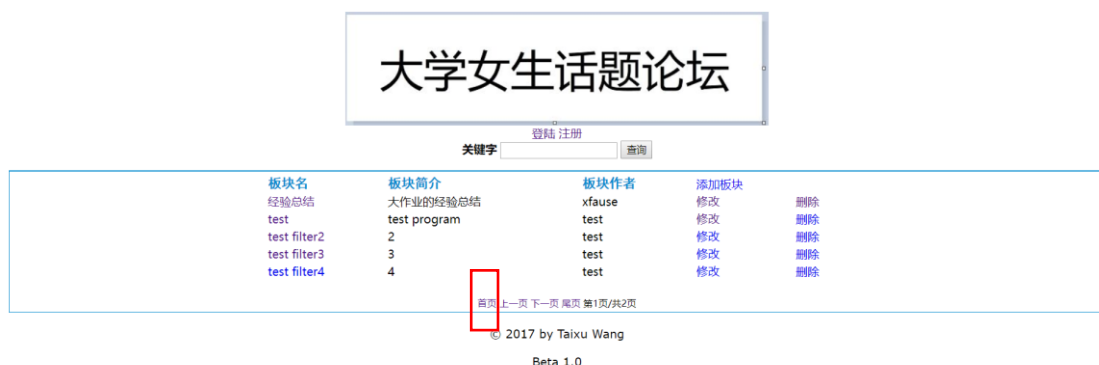 大学女生话题论坛
登陆 注册
关键字 查询
板块名 板块简介 板块作者 添加板块
经验总结 大作业的经验总结 xfause 修改 删除
test test program test 修改 删除
test filter2 2 test 修改 删除
test filter3 3 test 修改 删除
test filter4 4 test 修改 删除
首页 上一页 下一页 尾页 第1页/共2页
© 2017 by Taixu Wang
Beta 1.0